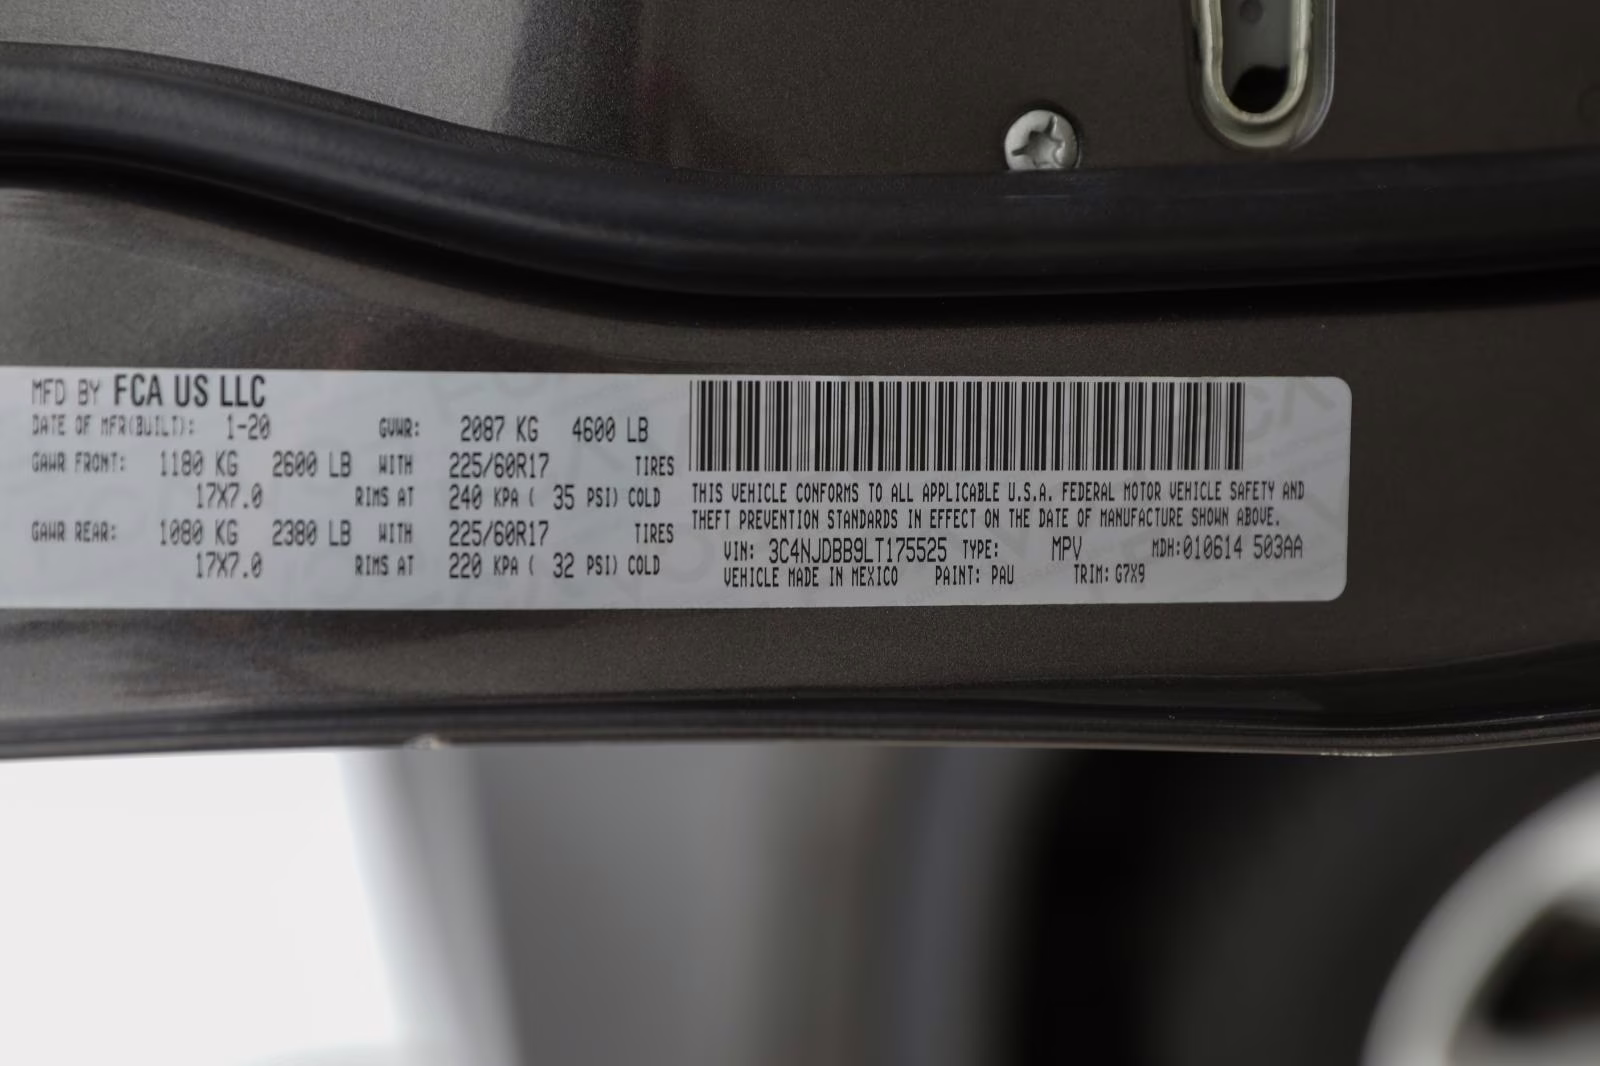 MFD BY FCA US LLC
DATE OF MFR(BUILT): 1-20 GVWR: 2087 KG 4600 LB
GAWR FRONT: 1180 KG 2600 LB WITH 225/60R17 TIRES
17X7.0 RIMS AT 240 KPA ( 35 PSI) COLD
GAWR REAR: 1080 KG 2380 LB WITH 225/60R17 TIRES
17X7.0 RIMS AT 220 KPA ( 32 PSI) COLD
THIS VEHICLE CONFORMS TO ALL APPLICABLE U.S.A. FEDERAL MOTOR VEHICLE SAFETY AND
THEFT PREVENTION STANDARDS IN EFFECT ON THE DATE OF MANUFACTURE SHOWN ABOVE.
VIN: 3C4NJDBB9LT175525 TYPE: MPV MDH:010614 503AA
VEHICLE MADE IN MEXICO PAINT: PAU TRIM: G7X9